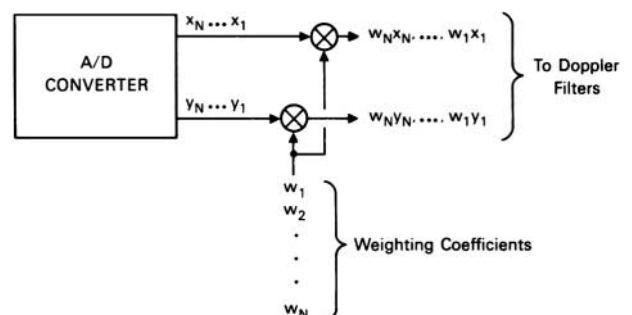 A/D
CONVERTER
x_N ... x_1
y_N ... y_1
w_N x_N. .... w_1 x_1
w_N y_N. .... w_1 y_1
To Doppler
Filters
w_1
w_2
.
.
.
w_N
Weighting Coefficients